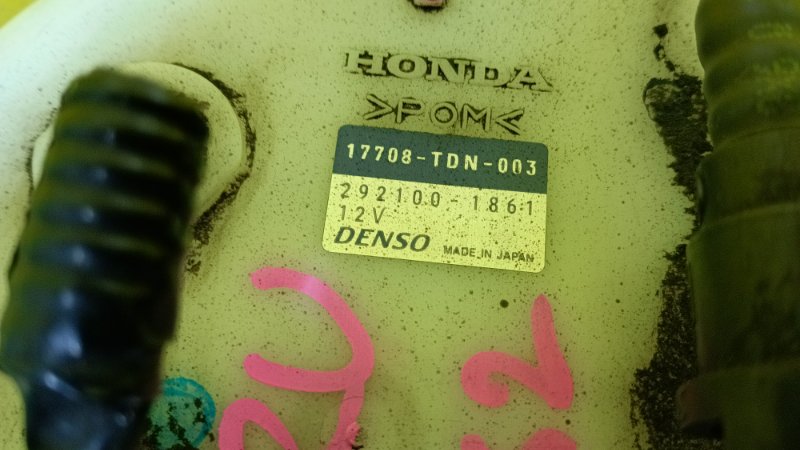 HONDA
>POM<
17708-TDN-003
292100-1861
12V
DENSO MADE IN JAPAN